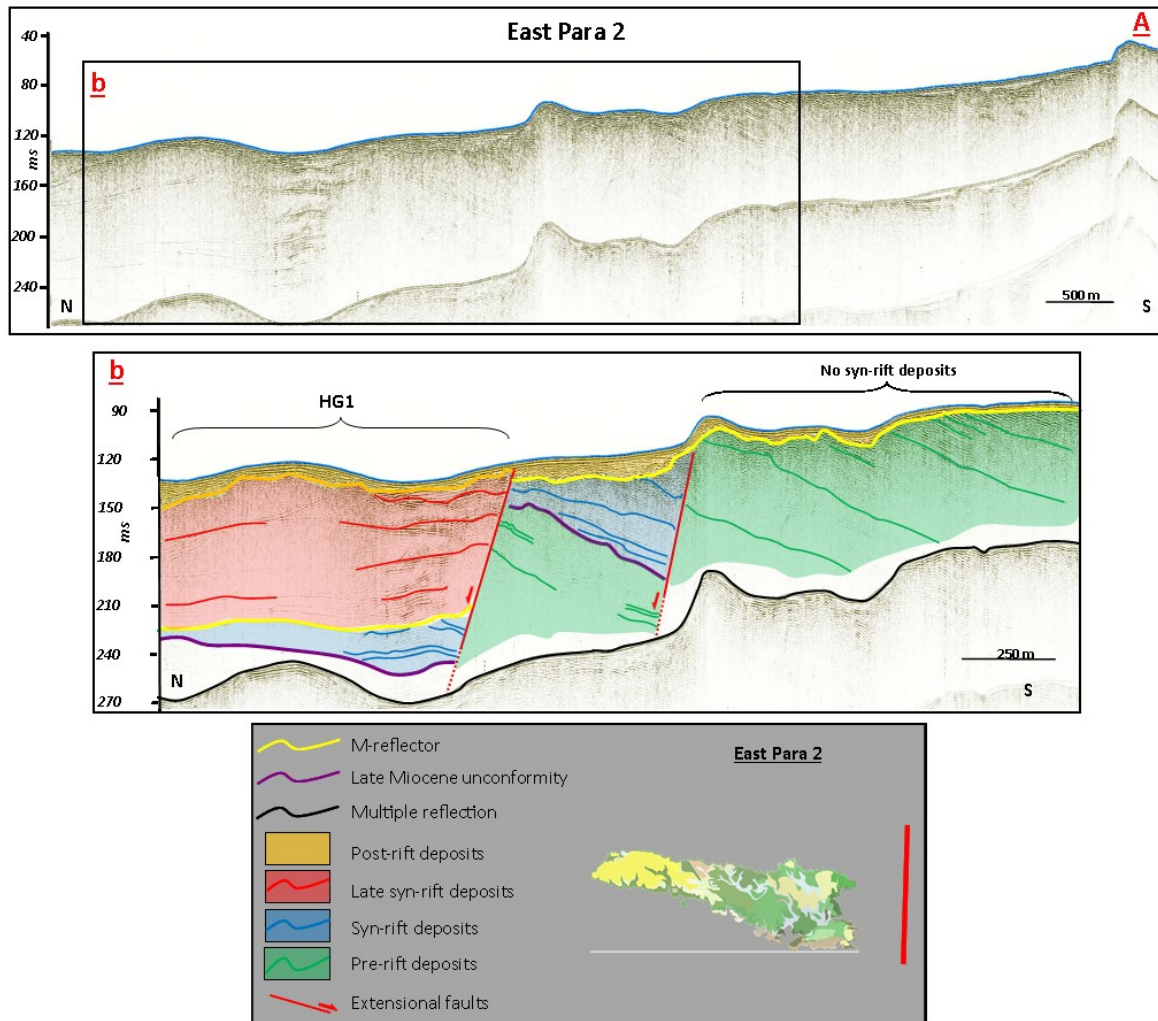 East Para 2
A
b
40
80
120
ms
160
200
240
N
500 m
S
b
No syn-rift deposits
HG1
90
120
150
ms
180
210
240
270
N
250 m
S
M-reflector
Late Miocene unconformity
Multiple reflection
Post-rift deposits
Late syn-rift deposits
Syn-rift deposits
Pre-rift deposits
Extensional faults
East Para 2